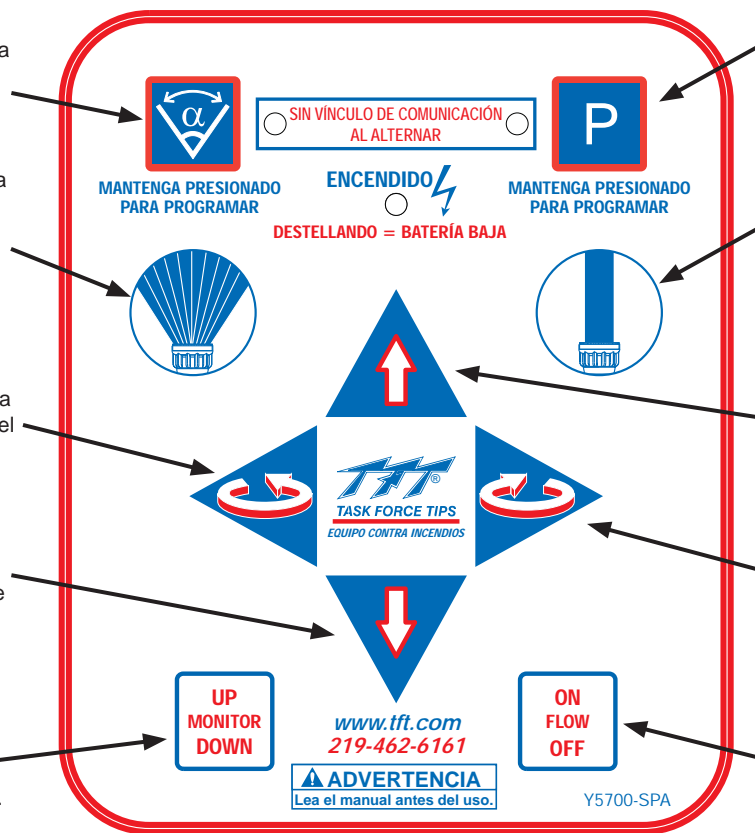 a
α
SIN VÍNCULO DE COMUNICACIÓN
AL ALTERNAR
P
MANTENGA PRESIONADO
PARA PROGRAMAR
ENCENDIDO
DESTELLANDO = BATERÍA BAJA
MANTENGA PRESIONADO
PARA PROGRAMAR
a
a
el
TFT®
TASK FORCE TIPS
EQUIPO CONTRA INCENDIOS
e
UP
MONITOR
DOWN
ON
FLOW
OFF
www.tft.com
219-462-6161
ADVERTENCIA
Lea el manual antes del uso.
Y5700-SPA
.